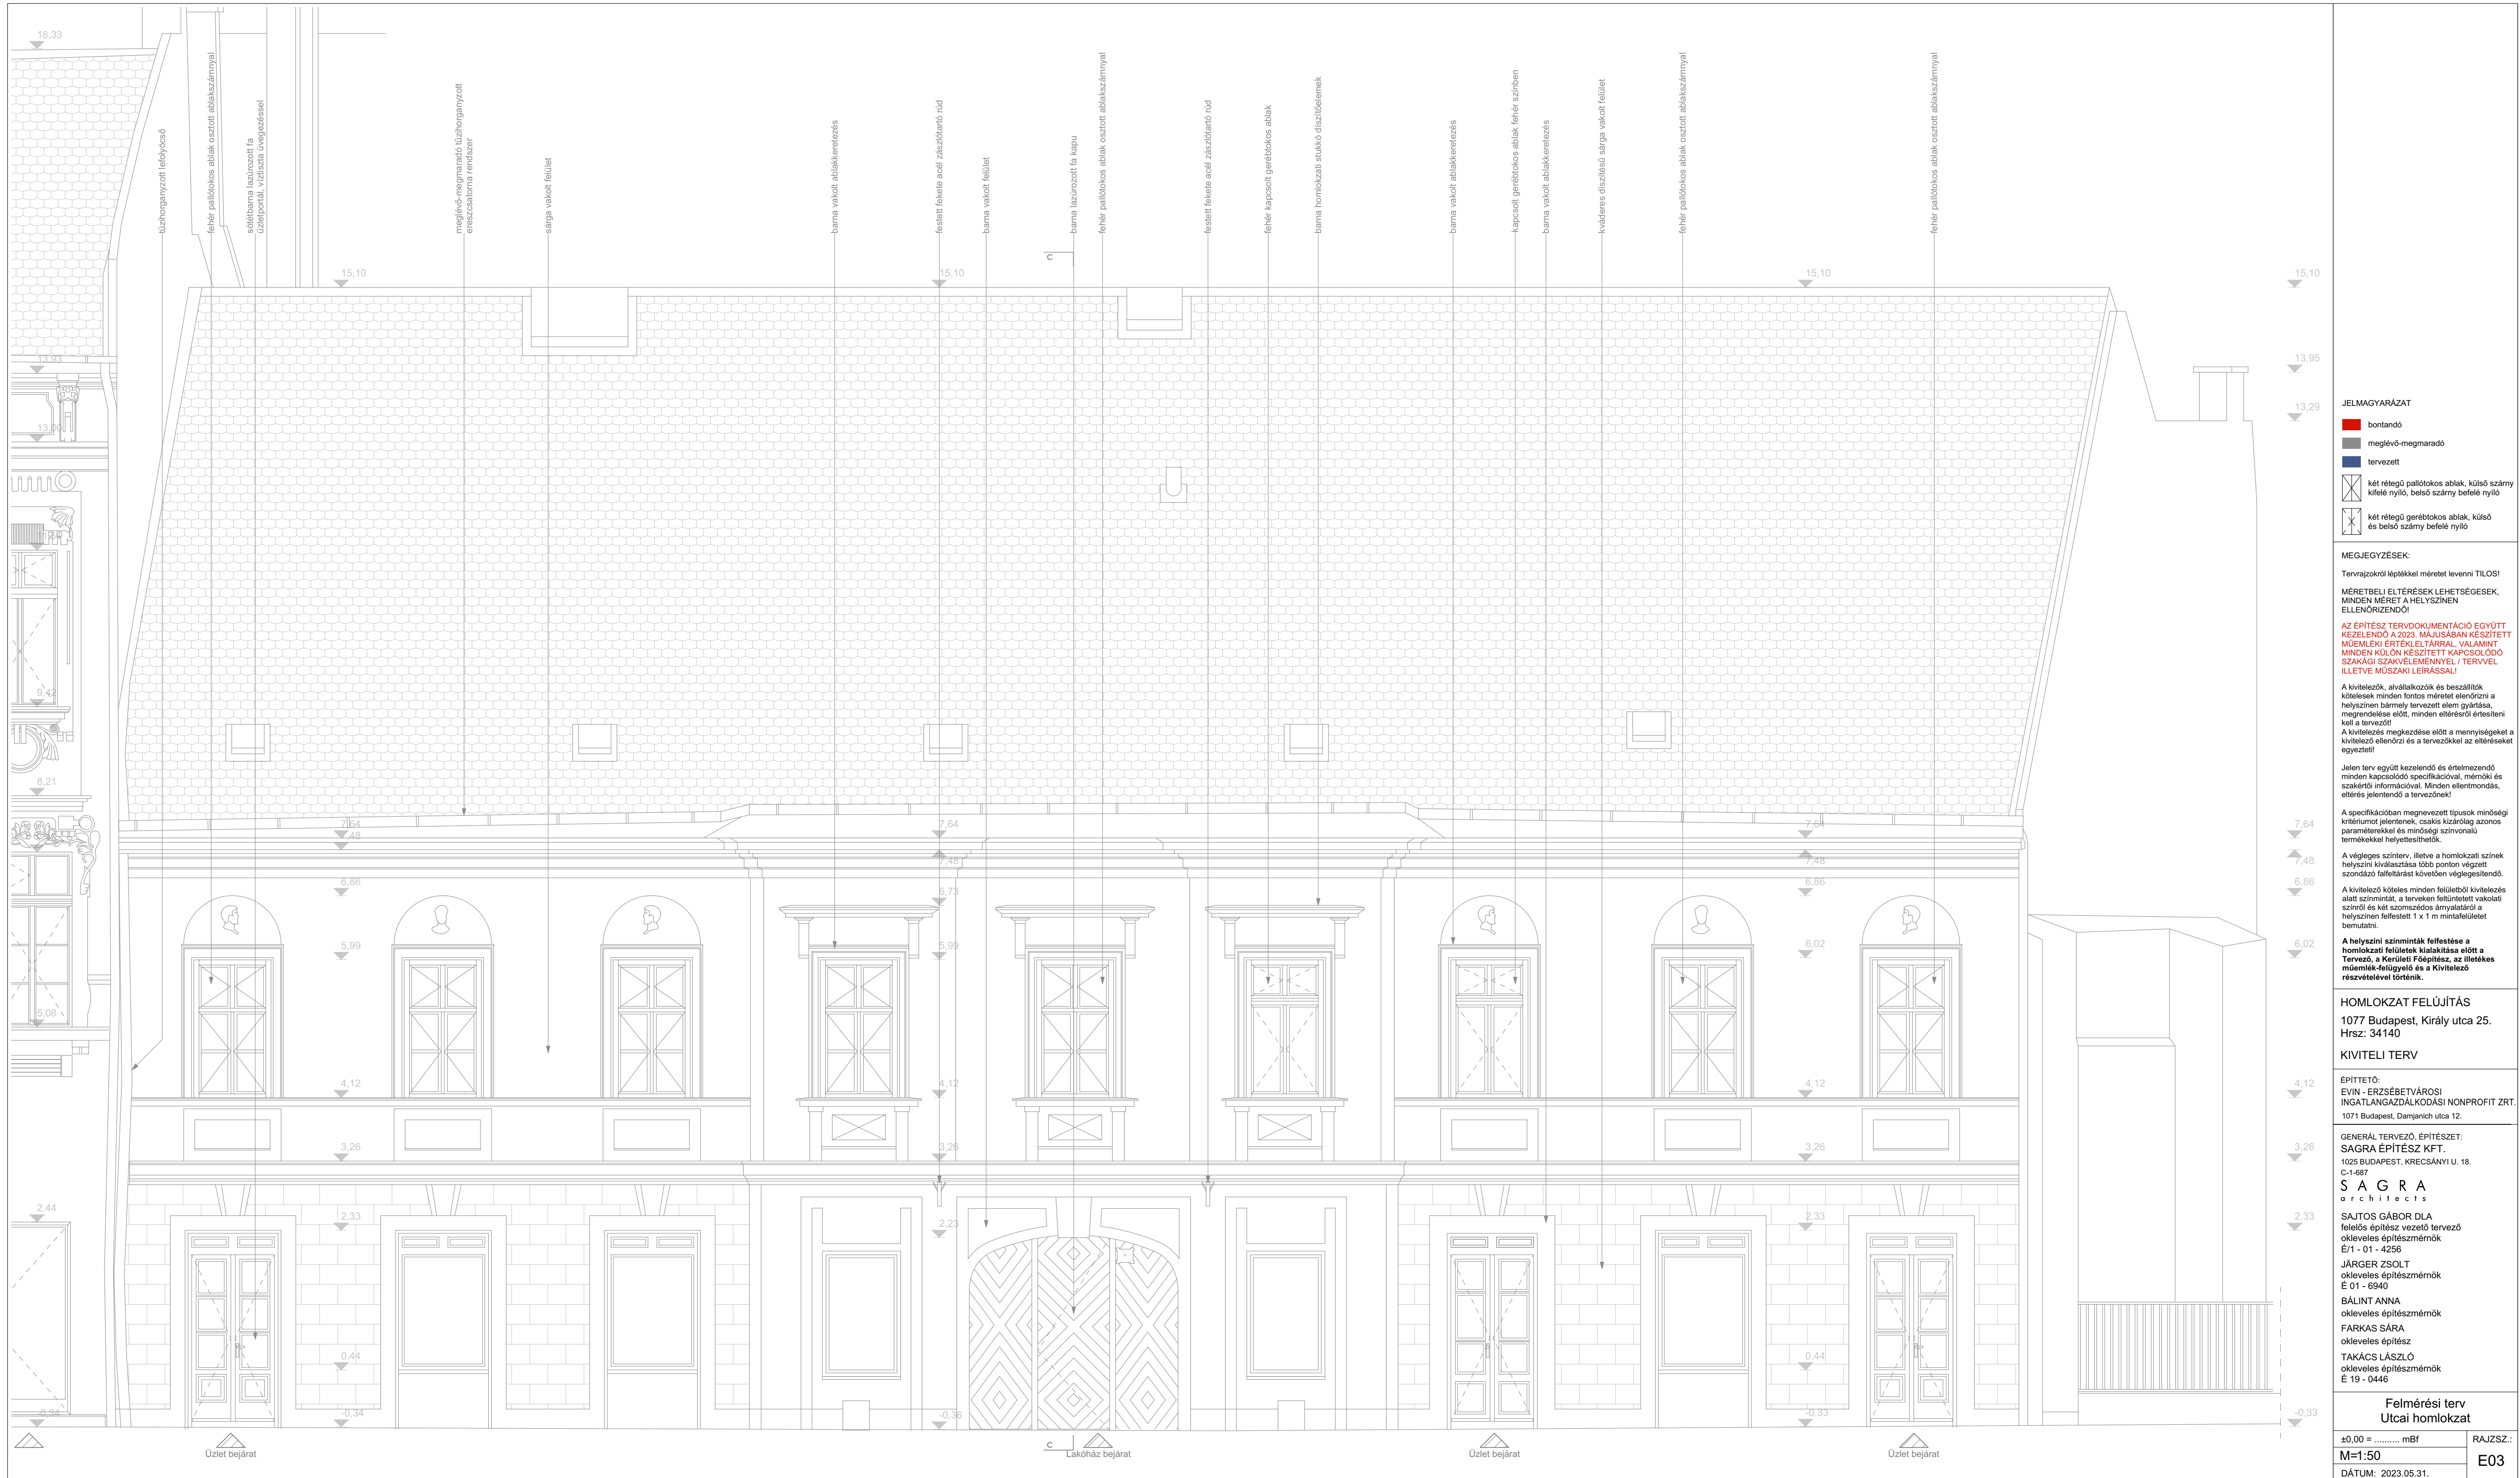 18,33
13,93
13,00
9,42
8,21
5,08
2,44
-0,34
tűzihorganyzott lefolyócső
fehér pallótokos ablak osztott ablakszárnnyal
sötétbarna lazúrozott fa
üzletportál, víztiszta üvegezéssel
meglévő-megmaradó tűzihorganyzott
ereszcsatorna rendszer
sárga vakolt felület
barna vakolt ablakkeretezés
festett fekete acél zászlótartó rúd
barna vakolt felület
barna lazúrozott fa kapu
fehér pallótokos ablak osztott ablakszárnnyal
festett fekete acél zászlótartó rúd
fehér kapcsolt gerébtokos ablak
barna homlokzati stukkó díszítőelemek
barna vakolt ablakkeretezés
kapcsolt gerébtokos ablak fehér színben
barna vakolt ablakkeretezés
kváderes díszítésű sárga vakolt felület
fehér pallótokos ablak osztott ablakszárnnyal
fehér pallótokos ablak osztott ablakszárnnyal
C
15,10
15,10
15,10
15,10
13,95
13,29
7,64
7,48
6,86
5,99
4,12
3,26
2,33
0,44
-0,34
7,64
7,48
6,73
5,99
4,12
3,26
2,23
-0,36
7,64
7,48
6,86
6,02
4,12
3,26
2,33
0,44
-0,33
7,64
7,48
6,86
6,02
4,12
3,26
2,33
-0,33
C
Üzlet bejárat
Lakóház bejárat
Üzlet bejárat
Üzlet bejárat
JELMAGYARÁZAT
bontandó
meglévő-megmaradó
tervezett
két rétegű pallótokos ablak, külső szárny
kifelé nyíló, belső szárny befelé nyíló
két rétegű gerébtokos ablak, külső
és belső szárny befelé nyíló
MEGJEGYZÉSEK:
Tervrajzokról léptékkel méretet levenni TILOS!
MÉRETBELI ELTÉRÉSEK LEHETSÉGESEK,
MINDEN MÉRET A HELYSZÍNEN
ELLENŐRIZENDŐ!
AZ ÉPÍTÉSZ TERVDOKUMENTÁCIÓ EGYÜTT
KEZELENDŐ A 2023. MÁJUSÁBAN KÉSZÍTETT
MŰEMLÉKI ÉRTÉKLELTÁRRAL, VALAMINT
MINDEN KÜLÖN KÉSZÍTETT KAPCSOLÓDÓ
SZAKÁGI SZAKVÉLEMÉNNYEL / TERVVEL
ILLETVE MŰSZAKI LEÍRÁSSAL!
A kivitelezők, alvállalkozóik és beszállítók
kötelesek minden fontos méretet elenőrizni a
helyszínen bármely tervezett elem gyártása,
megrendelése előtt, minden eltérésről értesíteni
kell a tervezőt!
A kivitelezés megkezdése előtt a mennyiségeket a
kivitelező ellenőrzi és a tervezőkkel az eltéréseket
egyezteti!
Jelen terv együtt kezelendő és értelmezendő
minden kapcsolódó specifikációval, mérnöki és
szakértői információval. Minden ellentmondás,
eltérés jelentendő a tervezőnek!
A specifikációban megnevezett típusok minőségi
kritériumot jelentenek, csakis kizárólag azonos
paraméterekkel és minőségi színvonalú
termékekkel helyettesíthetők.
A végleges színterv, illetve a homlokzati színek
helyszíni kiválasztása több ponton végzett
szondázó falfeltárást követően véglegesítendő.
A kivitelező köteles minden felületből kivitelezés
alatt színmintát, a terveken feltüntetett vakolati
színről és két szomszédos árnyalatáról a
helyszínen felfestett 1 x 1 m mintafelületet
bemutatni.
A helyszíni színminták felfestése a
homlokzati felületek kialakítása előtt a
Tervező, a Kerületi Főépítész, az illetékes
műemlék-felügyelő és a Kivitelező
részvételével történik.
HOMLOKZAT FELÚJÍTÁS
1077 Budapest, Király utca 25.
Hrsz: 34140
KIVITELI TERV
ÉPÍTTETŐ:
EVIN - ERZSÉBETVÁROSI
INGATLANGAZDÁLKODÁSI NONPROFIT ZRT.
1071 Budapest, Damjanich utca 12.
GENERÁL TERVEZŐ, ÉPÍTÉSZET:
SAGRA ÉPÍTÉSZ KFT.
1025 BUDAPEST, KRECSÁNYI U. 18.
C-1-687
SAGRA
architects
SAJTOS GÁBOR DLA
felelős építész vezető tervező
okleveles építészmérnök
É/1 - 01 - 4256
JÄRGER ZSOLT
okleveles építészmérnök
É 01 - 6940
BÁLINT ANNA
okleveles építészmérnök
FARKAS SÁRA
okleveles építész
TAKÁCS LÁSZLÓ
okleveles építészmérnök
É 19 - 0446
Felmérési terv
Utcai homlokzat
±0,00 = .......... mBf
RAJZSZ.:
M=1:50
E03
DÁTUM: 2023.05.31.